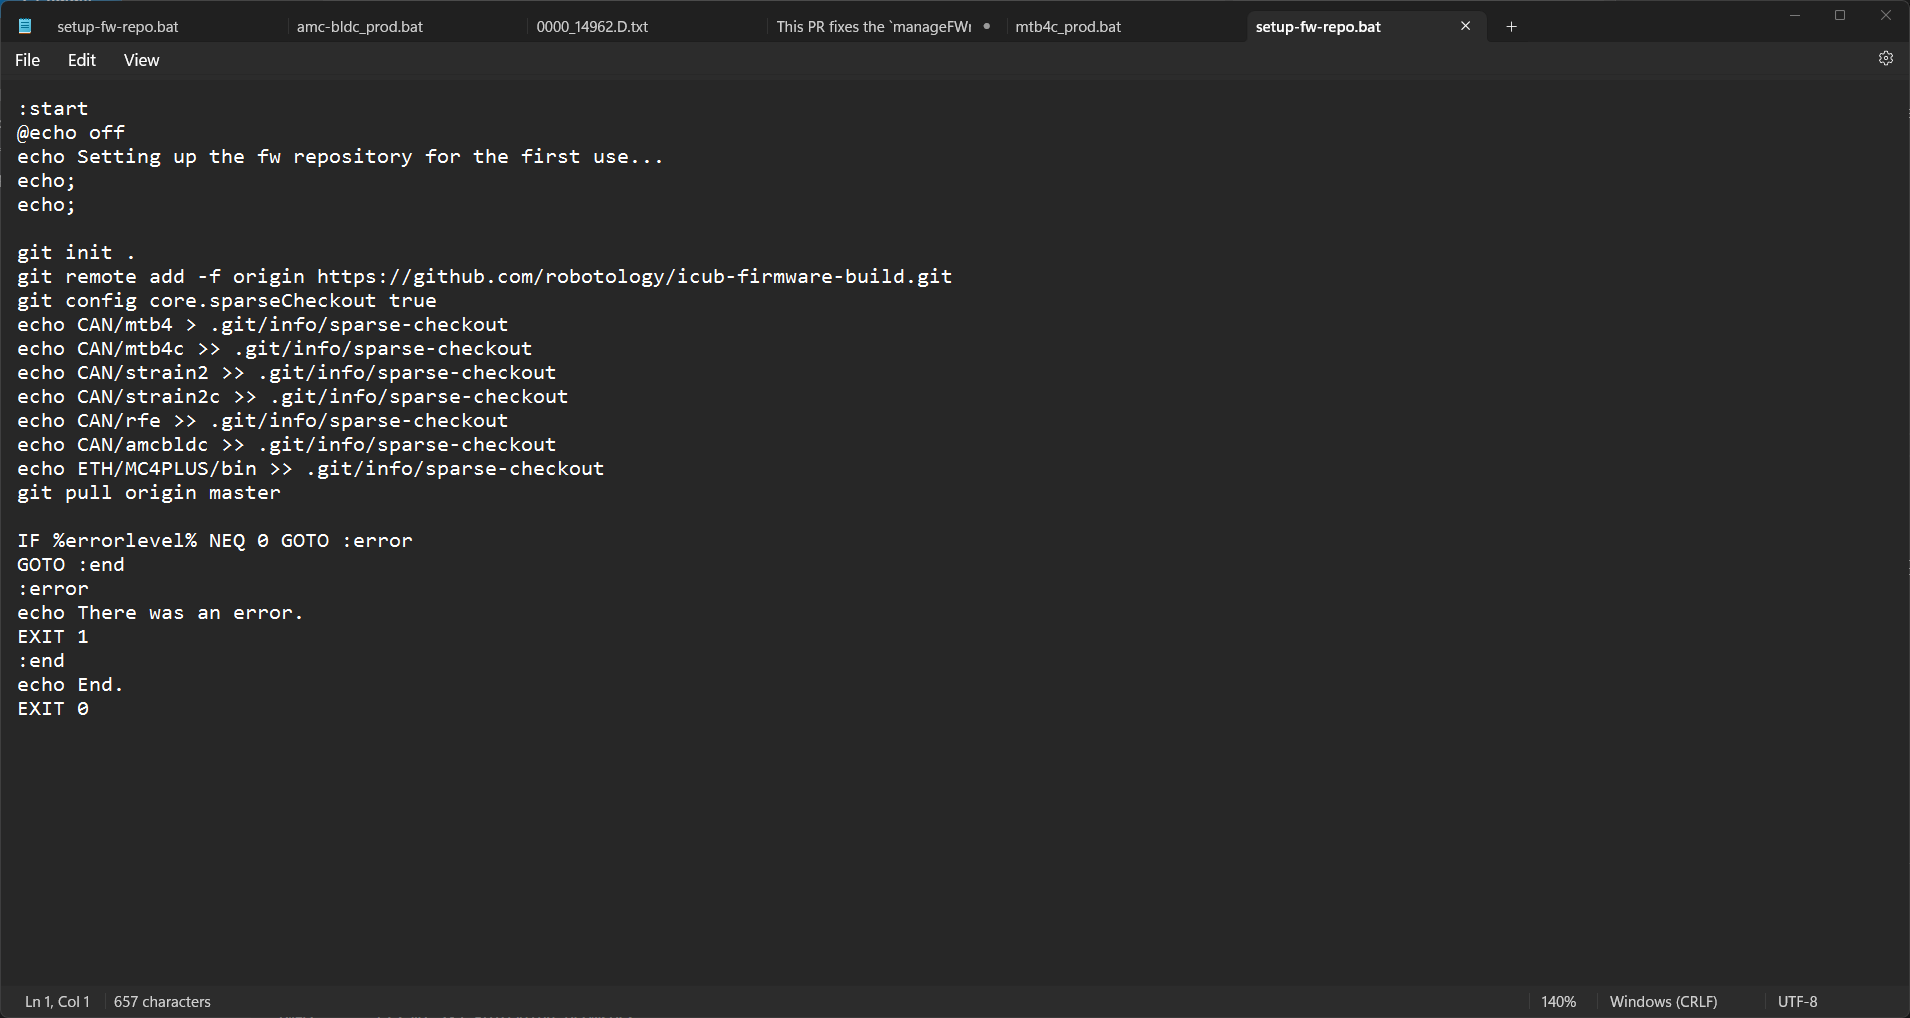 setup-fw-repo.bat
amc-bldc_prod.bat
0000_14962.D.txt
This PR fixes the `manageFWı
mtb4c_prod.bat
setup-fw-repo.bat
File Edit View
:start
@echo off
echo Setting up the fw repository for the first use...
echo;
echo;
git init .
git remote add -f origin https://github.com/robotology/icub-firmware-build.git
git config core.sparseCheckout true
echo CAN/mtb4 > .git/info/sparse-checkout
echo CAN/mtb4c >> .git/info/sparse-checkout
echo CAN/strain2 >> .git/info/sparse-checkout
echo CAN/strain2c >> .git/info/sparse-checkout
echo CAN/rfe >> .git/info/sparse-checkout
echo CAN/amcbldc >> .git/info/sparse-checkout
echo ETH/MC4PLUS/bin >> .git/info/sparse-checkout
git pull origin master
IF %errorlevel% NEQ 0 GOTO :error
GOTO :end
:error
echo There was an error.
EXIT 1
:end
echo End.
EXIT 0
Ln 1, Col 1
657 characters
140%
Windows (CRLF)
UTF-8